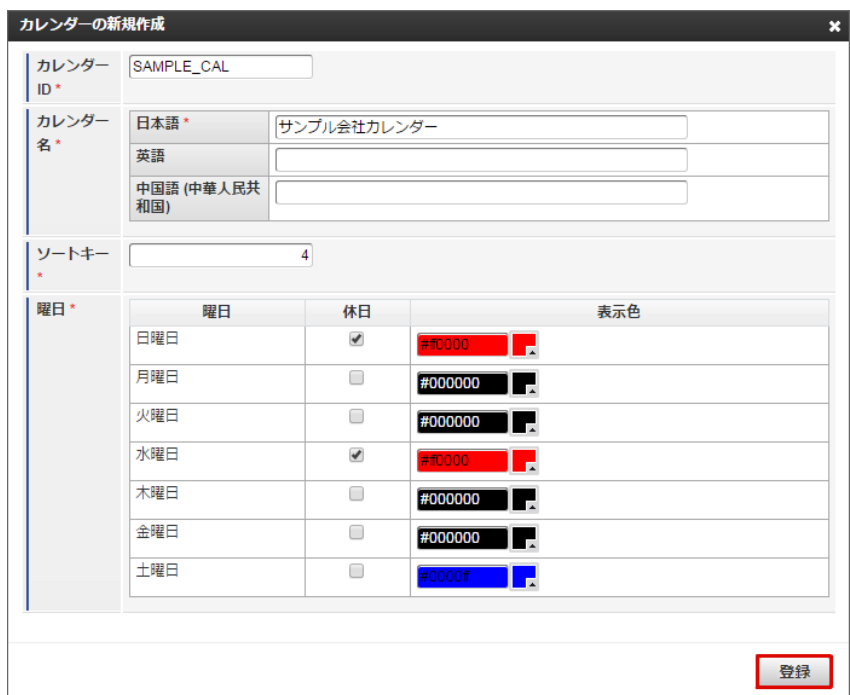 カレンダーの新規作成
カレンダー
ID *
SAMPLE_CAL
カレンダー
名 *
日本語 *
サンプル会社カレンダー
英語
中国語 (中華人民共
和国)
ソートキー
*
4
曜日 *
曜日 休日 表示色
日曜日 #ff0000
月曜日 #000000
火曜日 #000000
水曜日 #ff0000
木曜日 #000000
金曜日 #000000
土曜日 #0000ff
登録